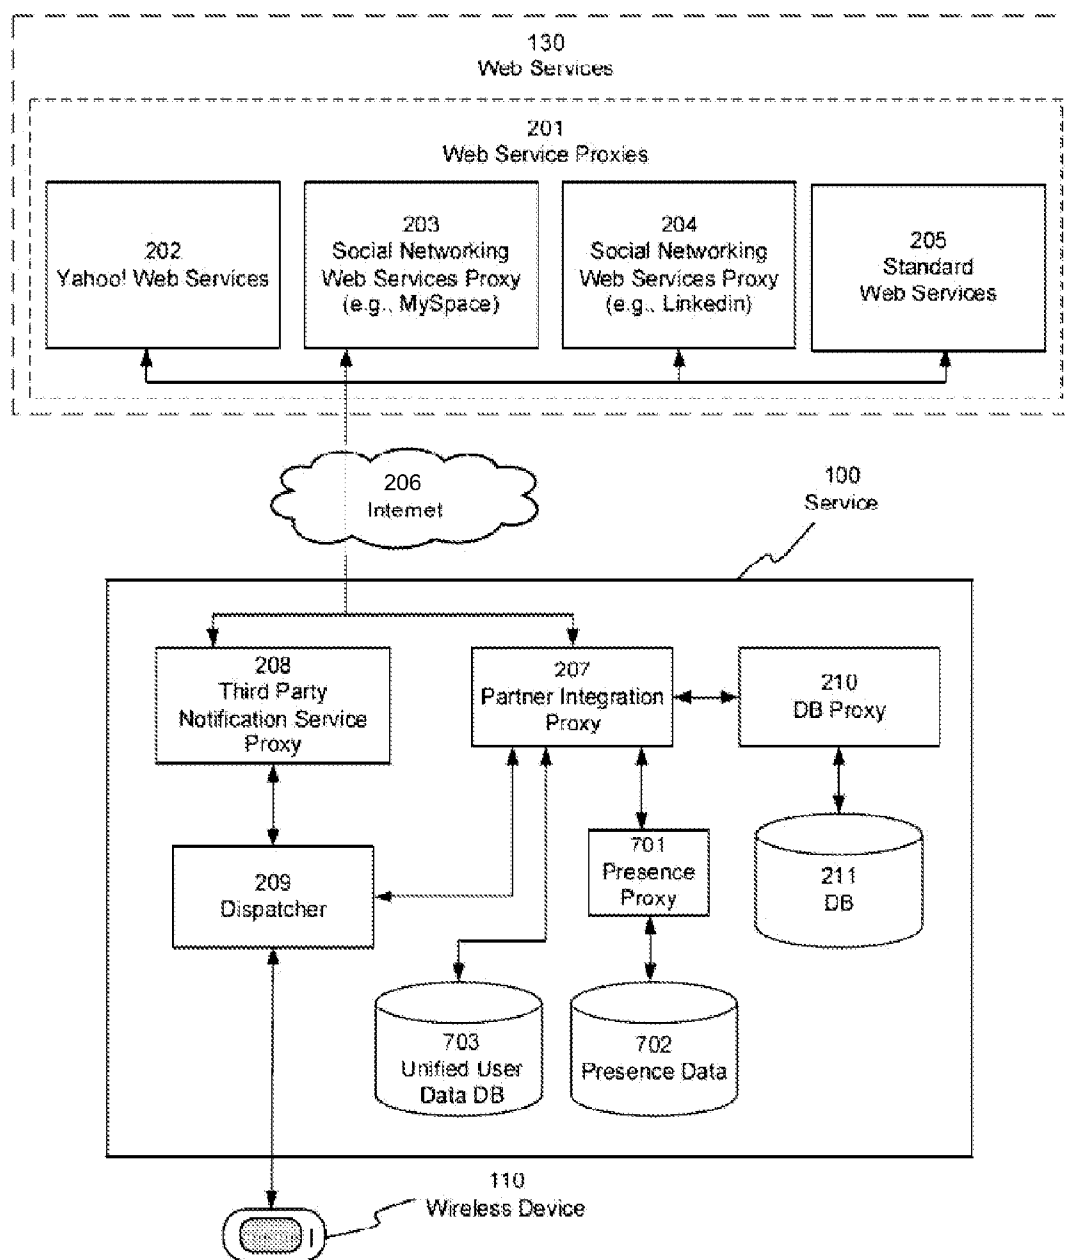 130
Web Services
201
Web Service Proxies
202
Yahoo! Web Services
203
Social Networking
Web Services Proxy
(e.g., MySpace)
204
Social Networking
Web Services Proxy
(e.g., Linkedin)
205
Standard
Web Services
206
Internet
100
Service
208
Third Party
Notification Service
Proxy
207
Partner Integration
Proxy
210
DB Proxy
209
Dispatcher
701
Presence
Proxy
211
DB
703
Unified User
Data DB
702
Presence Data
110
Wireless Device